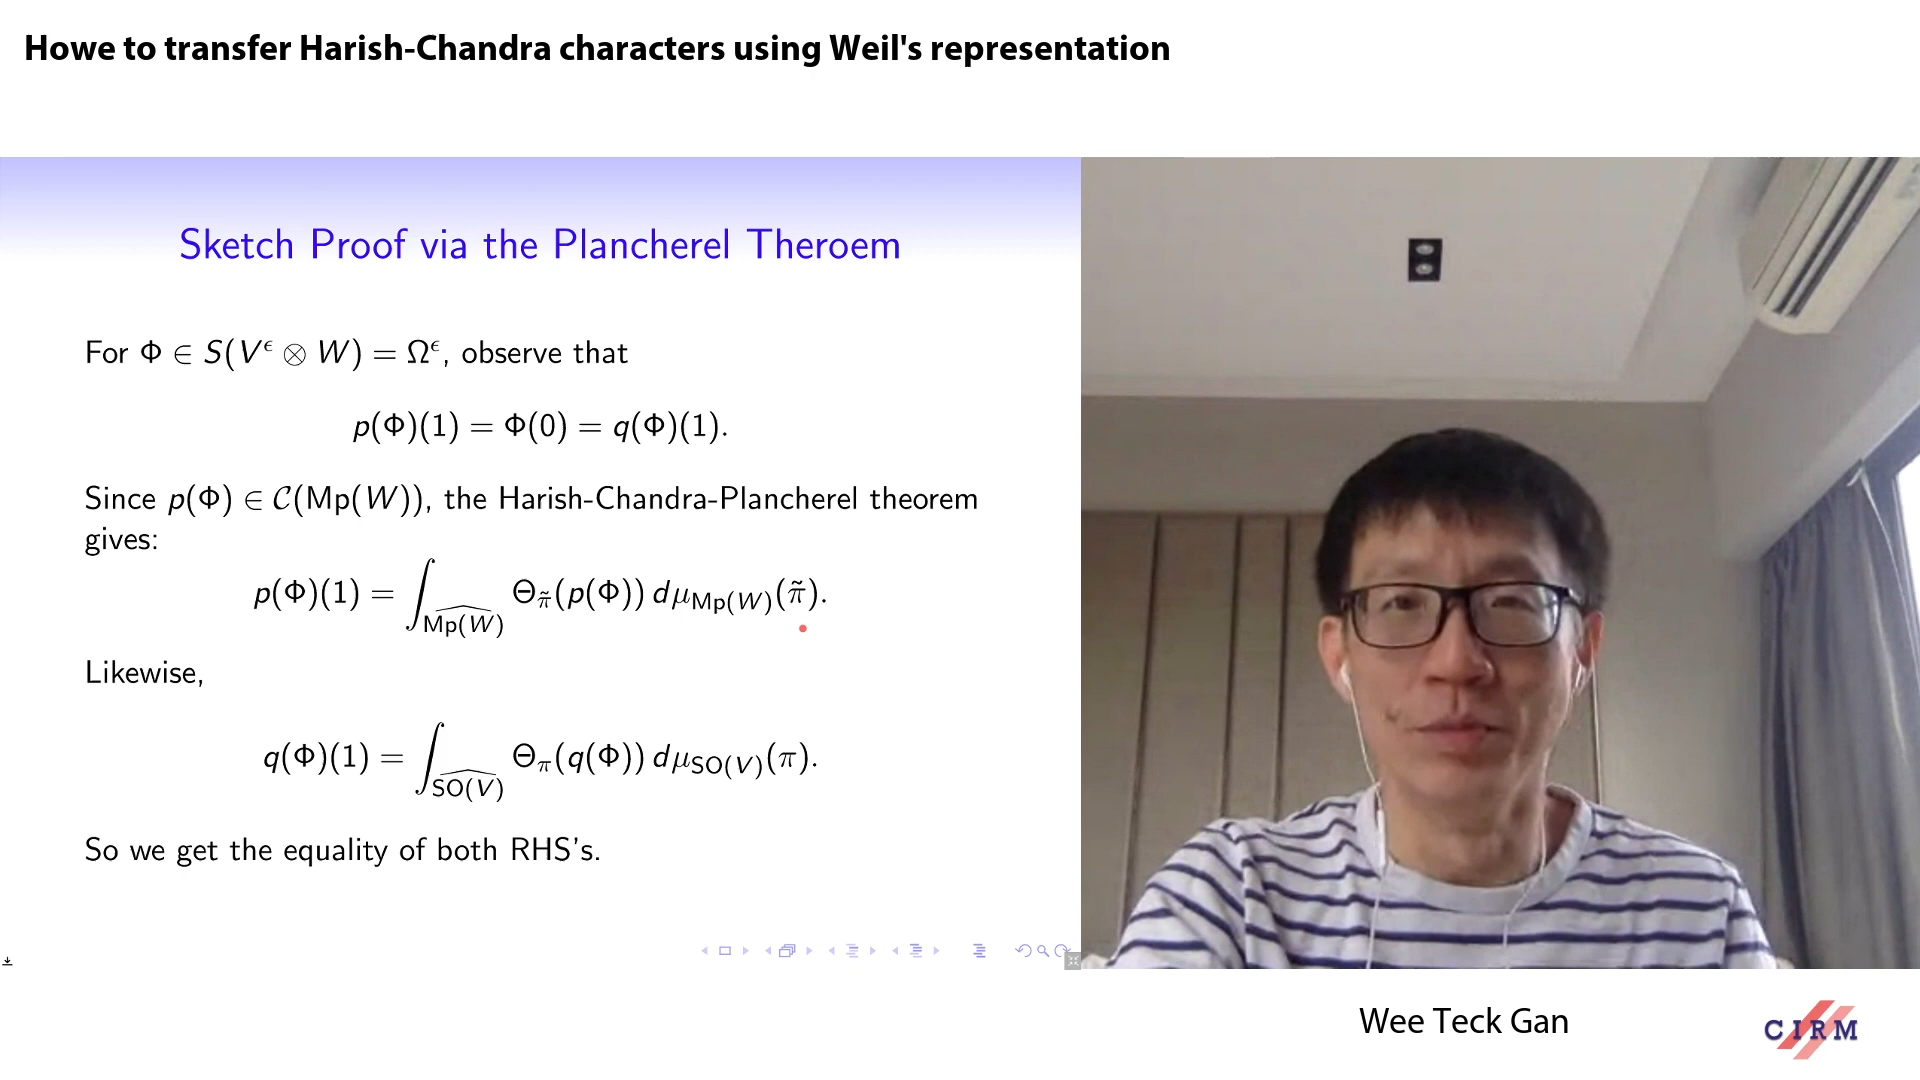 Howe to transfer Harish-Chandra characters using Weil's representation
Sketch Proof via the Plancherel Theroem
For Φ ∈ S(V^ϵ ⊗ W) = Ω^ϵ, observe that
p(Φ)(1) = Φ(0) = q(Φ)(1).
Since p(Φ) ∈ 𝒞(Mp(W)), the Harish-Chandra-Plancherel theorem
gives:
p(Φ)(1) = ∫_{\widehat{Mp(W)}} Θ_{π̃}(p(Φ)) dμ_{Mp(W)}(π̃).
Likewise,
q(Φ)(1) = ∫_{\widehat{SO(V)}} Θ_π(q(Φ)) dμ_{SO(V)}(π).
So we get the equality of both RHS's.
Wee Teck Gan
CIRM